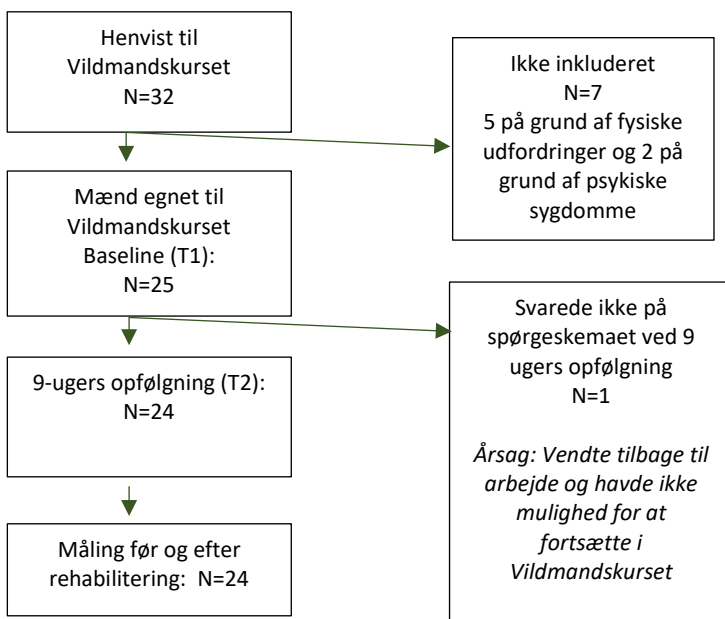 Henvist til
Vildmandskurset
N=32
Ikke inkluderet
N=7
5 på grund af fysiske
udfordringer og 2 på
grund af psykiske
sygdomme
Mænd egnet til
Vildmandskurset
Baseline (T1):
N=25
Svarede ikke på
spørgeskemaet ved 9
ugers opfølgning
N=1
Årsag: Vendte tilbage til
arbejde og havde ikke
mulighed for at
fortsætte i
Vildmandskurset
9-ugers opfølgning (T2):
N=24
Måling før og efter
rehabilitering: N=24